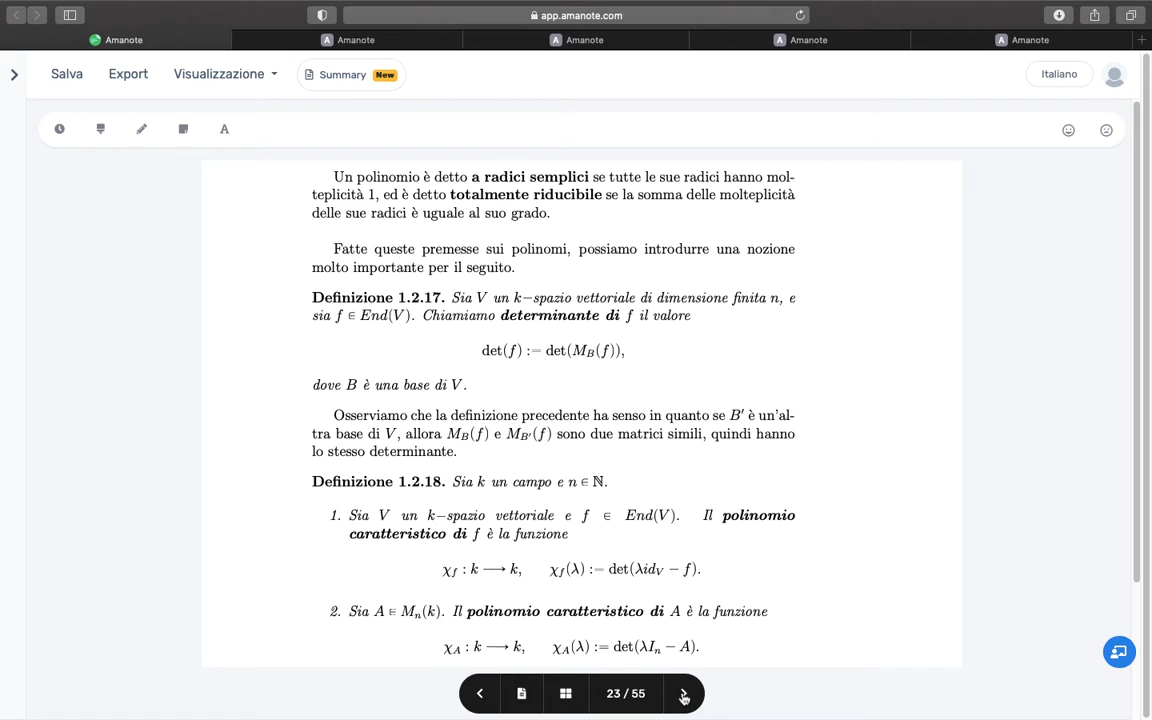 app.amanote.com
Amanote
Amanote
Amanote
Amanote
Amanote
Salva
Export
Visualizzazione
Summary New
Italiano
A
Un polinomio è detto a radici semplici se tutte le sue radici hanno mol-
teplicità 1, ed è detto totalmente riducibile se la somma delle molteplicità
delle sue radici è uguale al suo grado.
Fatte queste premesse sui polinomi, possiamo introdurre una nozione
molto importante per il seguito.
Definizione 1.2.17. Sia V un k−spazio vettoriale di dimensione finita n, e
sia f ∈ End(V). Chiamiamo determinante di f il valore
det(f) := det(M_B(f)),
dove B è una base di V.
Osserviamo che la definizione precedente ha senso in quanto se B′ è un'al-
tra base di V, allora M_B(f) e M_B′(f) sono due matrici simili, quindi hanno
lo stesso determinante.
Definizione 1.2.18. Sia k un campo e n ∈ ℕ.
1. Sia V un k−spazio vettoriale e f ∈ End(V). Il polinomio
caratteristico di f è la funzione
χ_f : k ⟶ k, χ_f(λ) := det(λid_V − f).
2. Sia A ∈ M_n(k). Il polinomio caratteristico di A è la funzione
χ_A : k ⟶ k, χ_A(λ) := det(λI_n − A).
23 / 55